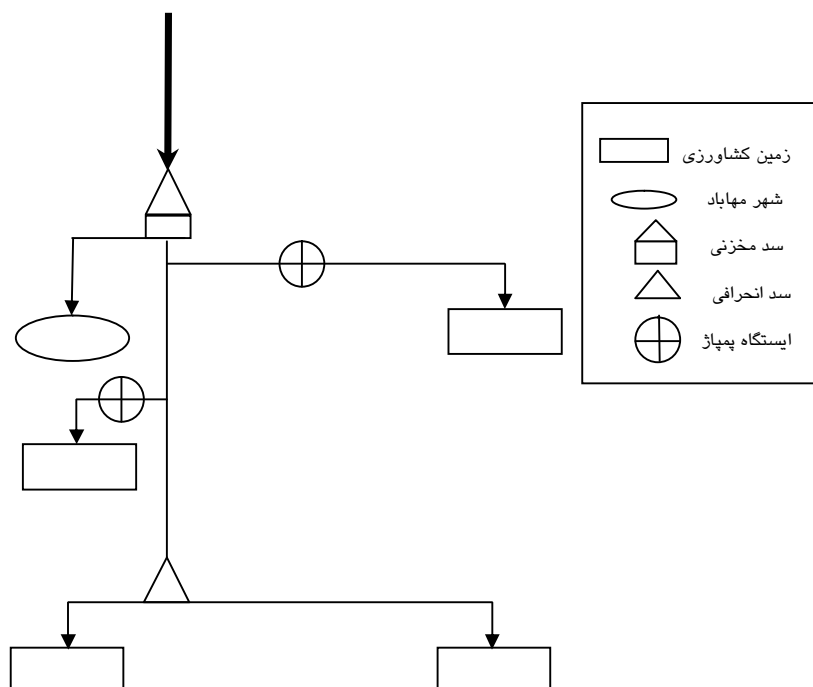 زمین کشاورزی
شهر مهاباد
سد مخزنی
سد انحرافی
ایستگاه پمپاژ